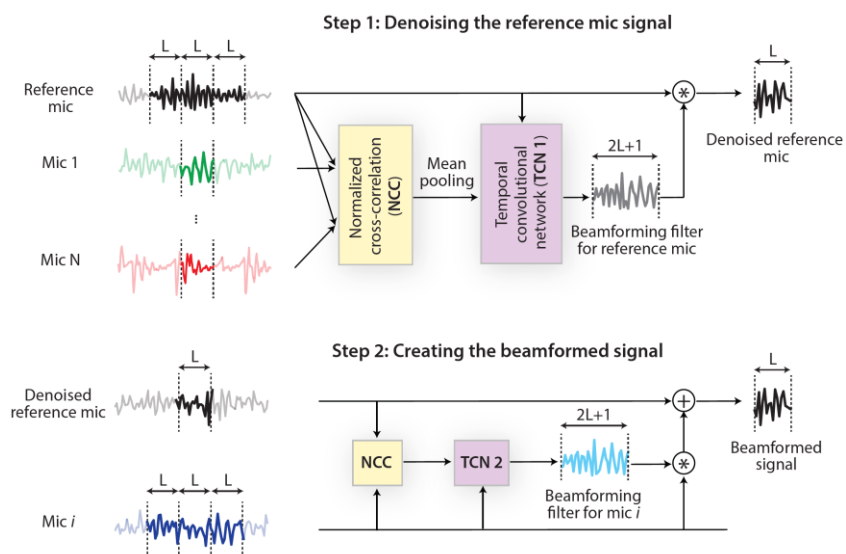 Step 1: Denoising the reference mic signal
L L L
L
Reference
mic
Denoised reference
mic
Mic 1
Mic N
...
Normalized
cross-correlation
(NCC)
Mean
pooling
Temporal
convolutional
network (TCN 1)
2L+1
Beamforming filter
for reference mic
*
Step 2: Creating the beamformed signal
L
L
Denoised
reference mic
+
2L+1
NCC
TCN 2
*
Beamformed
signal
Beamforming
filter for mic i
L L L
Mic i